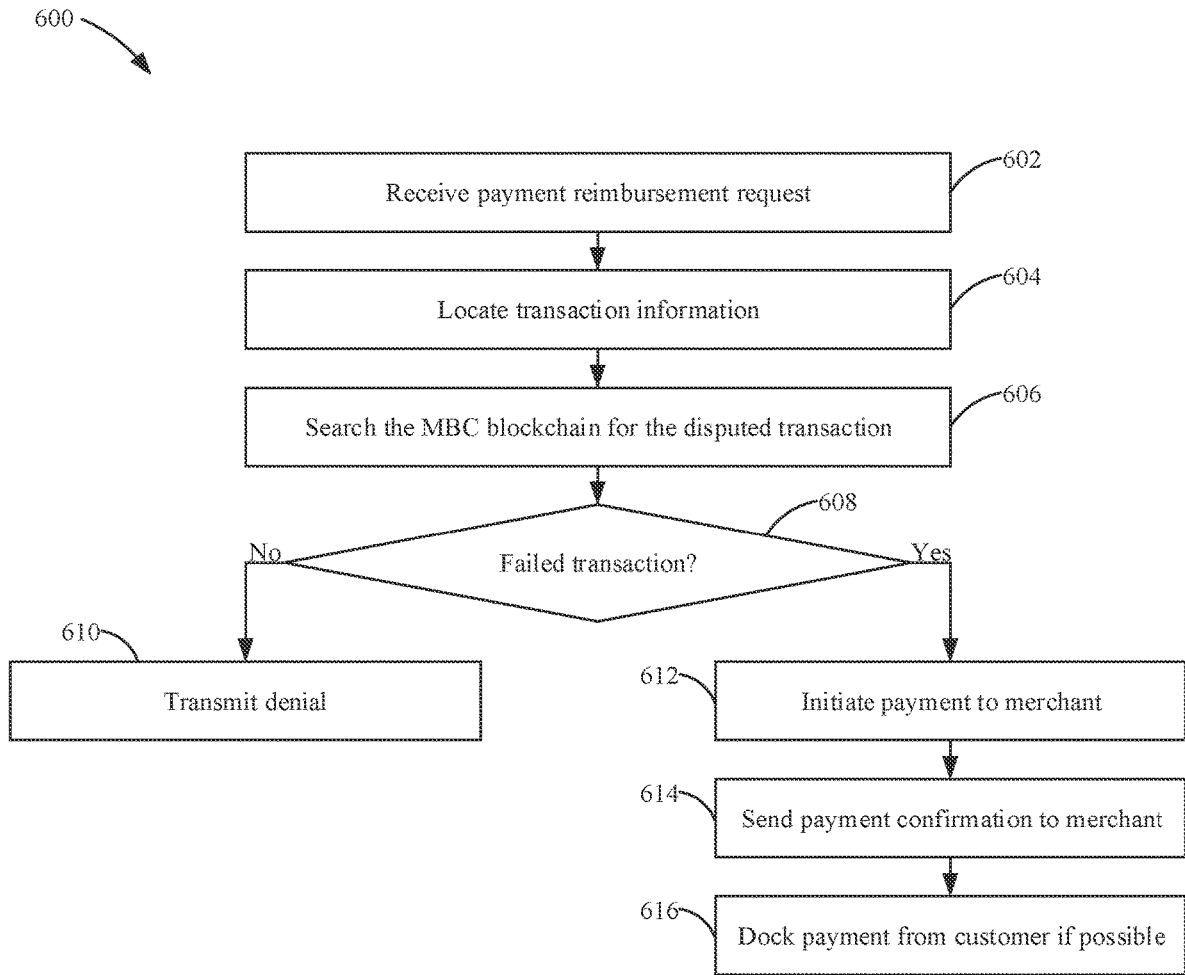 600
602
Receive payment reimbursement request
604
Locate transaction information
606
Search the MBC blockchain for the disputed transaction
608
No
Failed transaction?
Yes
610
Transmit denial
612
Initiate payment to merchant
614
Send payment confirmation to merchant
616
Dock payment from customer if possible